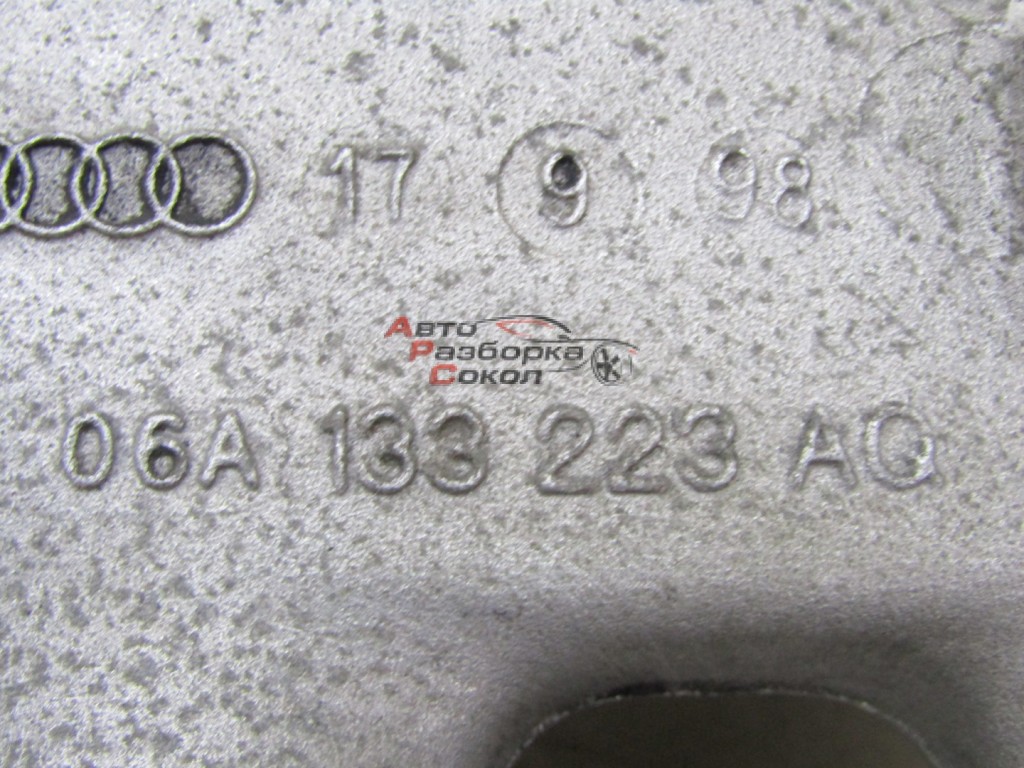 17 9 98
Авто
Разборка
Сокол
06A 133 223 AQ